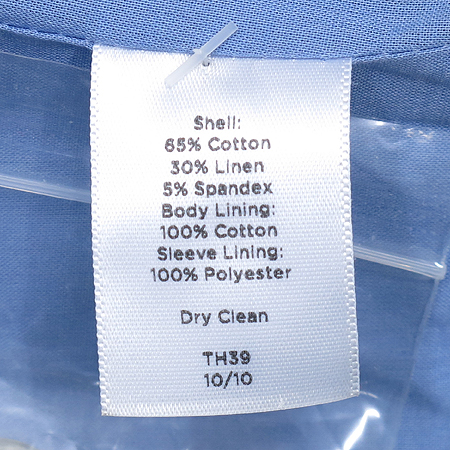 Shell:
65% Cotton
30% Linen
5% Spandex
Body Lining:
100% Cotton
Sleeve Lining:
100% Polyester
Dry Clean
TH39
10/10